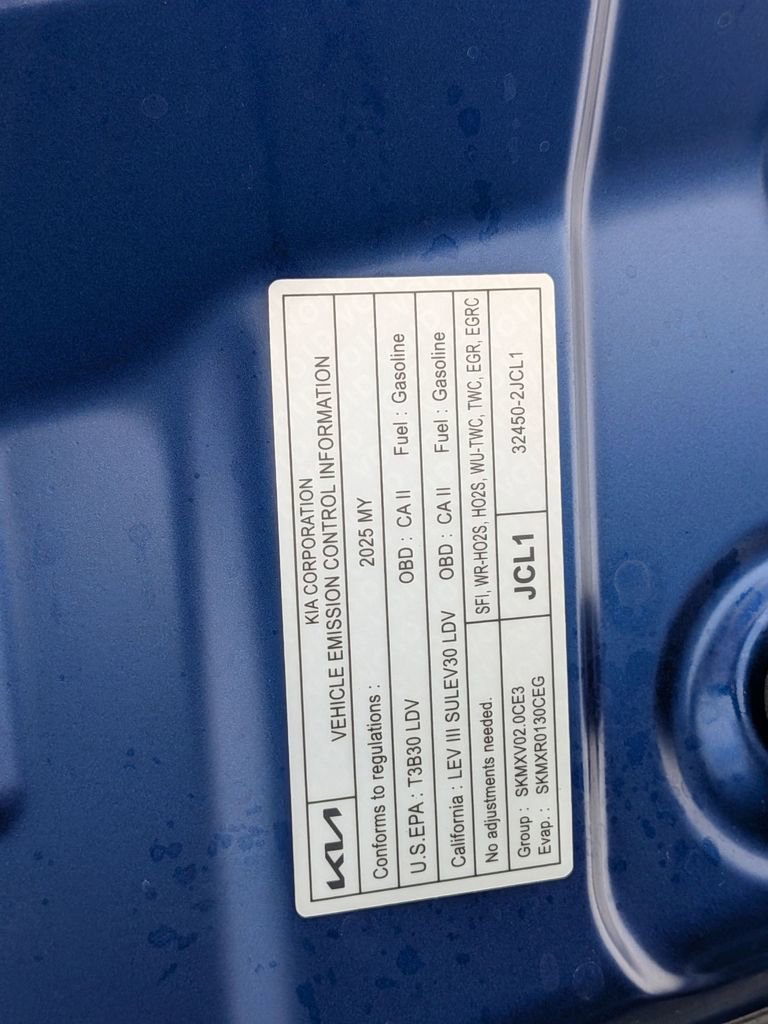 KIA
KIA CORPORATION
VEHICLE EMISSION CONTROL INFORMATION
Conforms to regulations : 2025 MY
U.S.EPA : T3B30 LDV OBD : CA II Fuel : Gasoline
California : LEV III SULEV30 LDV OBD : CA II Fuel : Gasoline
No adjustments needed. SFI, WR-HO2S, HO2S, WU-TWC, TWC, EGR, EGRC
Group : SKMXV02.0CE3
Evap. : SKMXR0130CEG
JCL1
32450-2JCL1